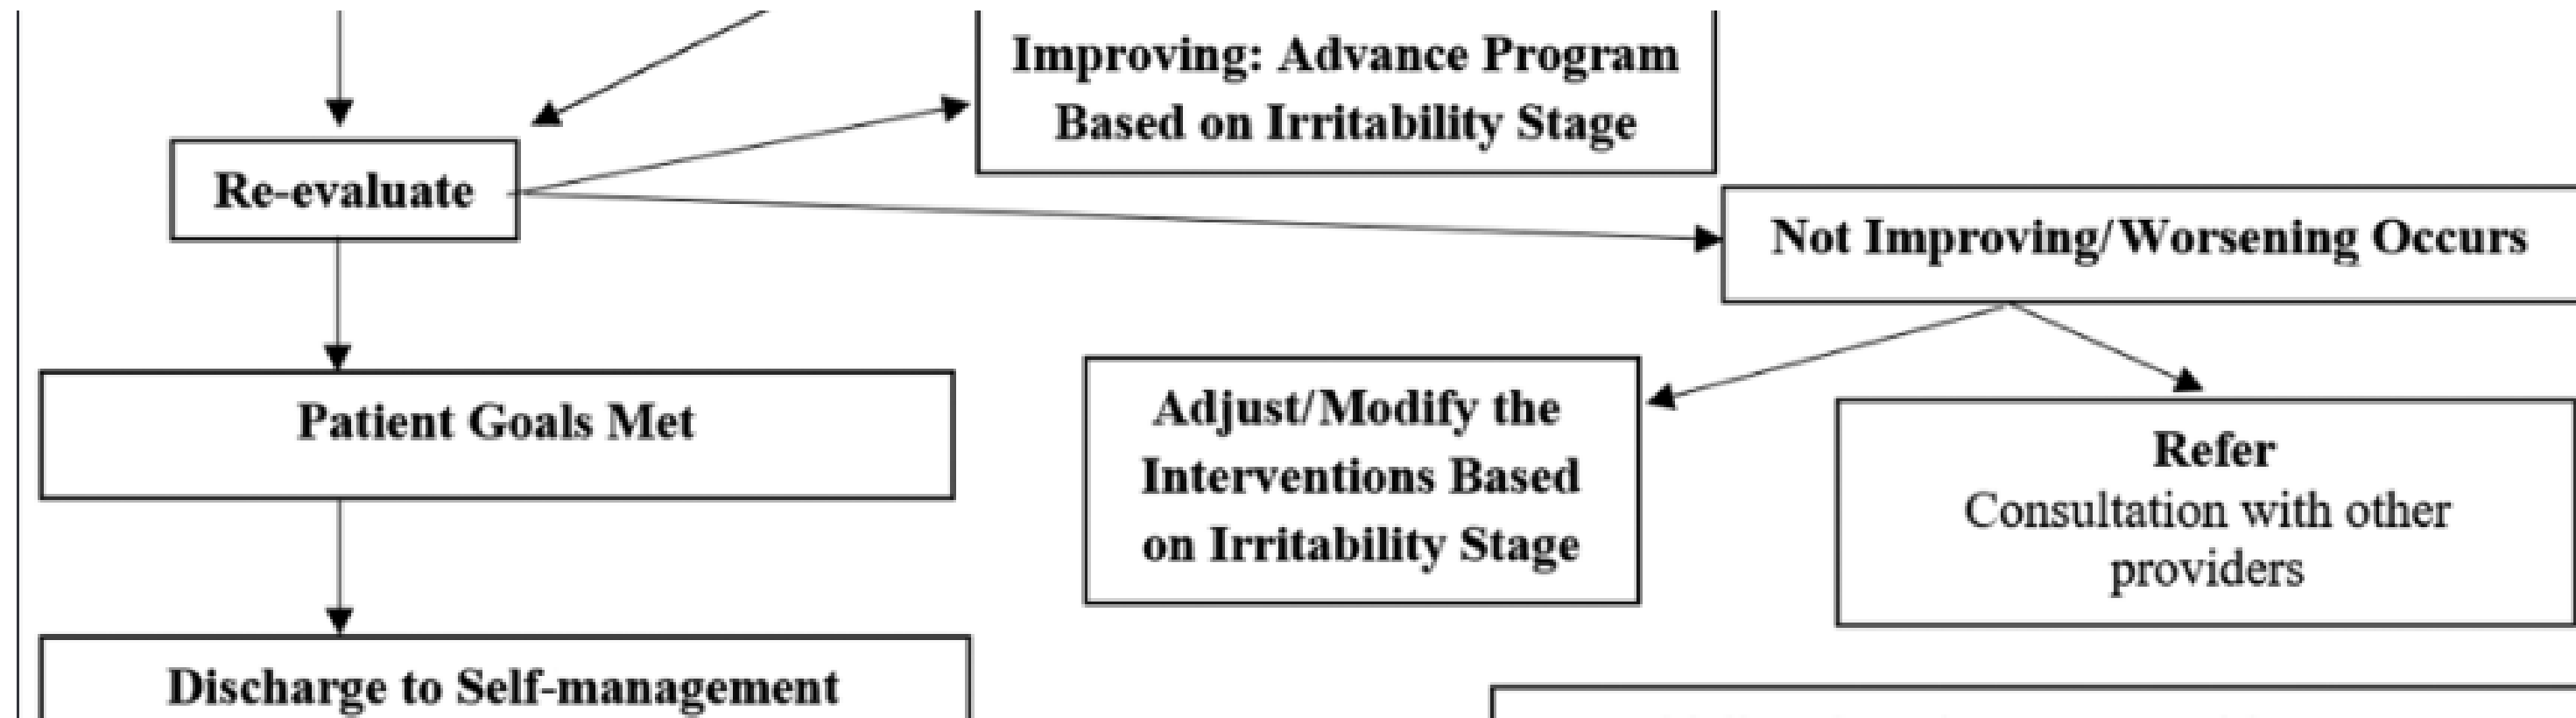 Improving: Advance Program
Based on Irritability Stage
Re-evaluate
Not Improving/Worsening Occurs
Patient Goals Met
Adjust/Modify the
Interventions Based
on Irritability Stage
Refer
Consultation with other
providers
Discharge to Self-management